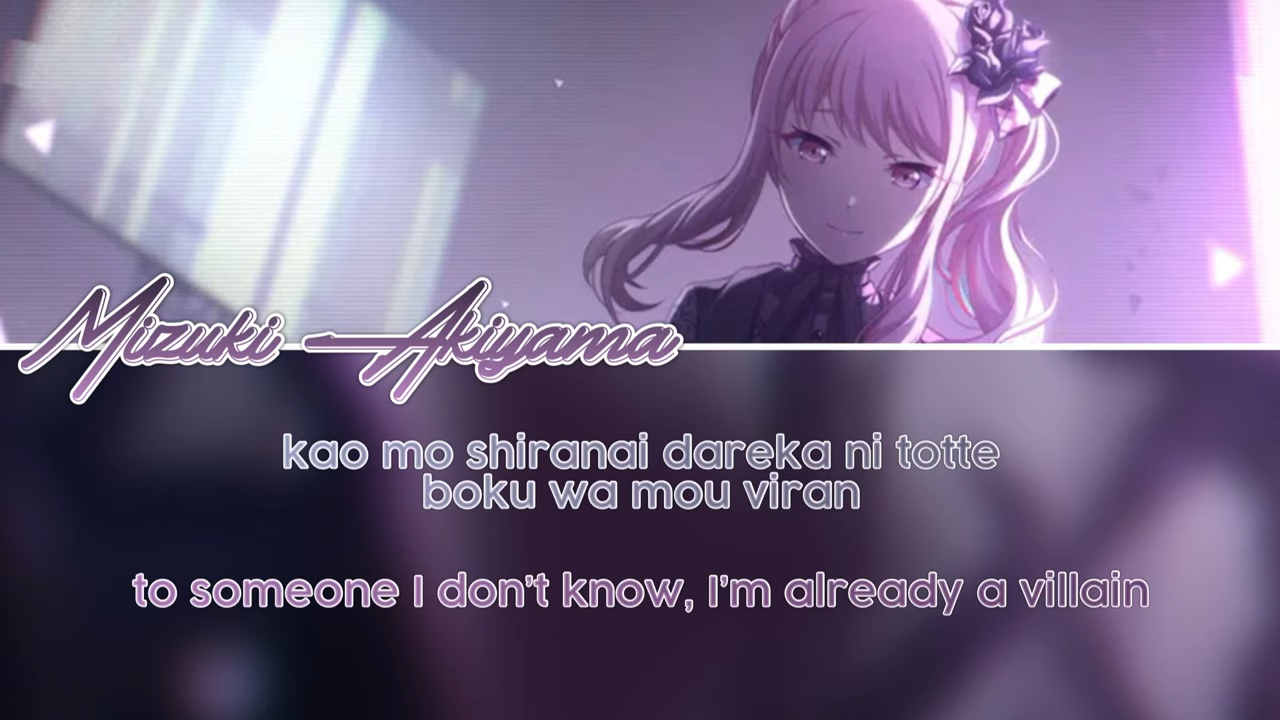 Mizuki Akiyama
kao mo shiranai dareka ni totte
boku wa mou viran
to someone I don't know, I'm already a villain